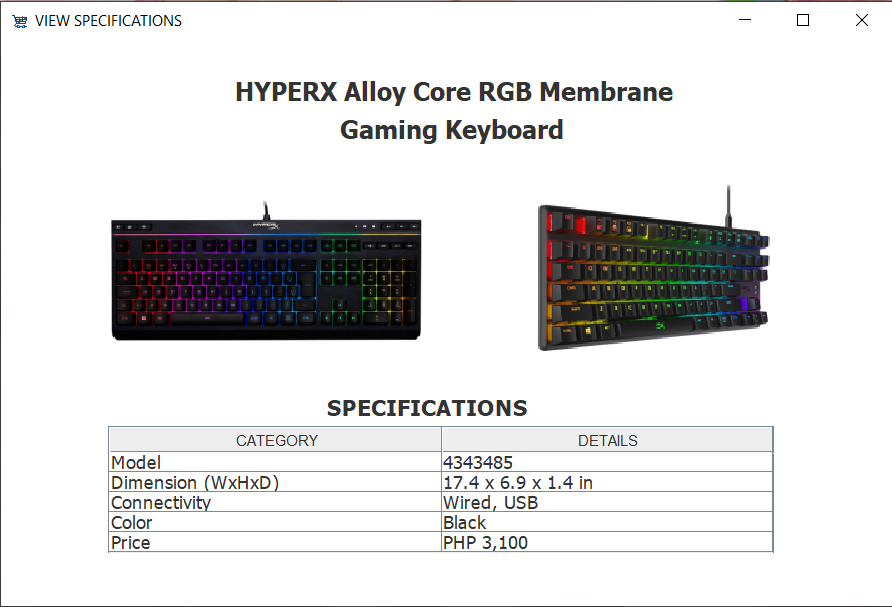 VIEW SPECIFICATIONS
HYPERX Alloy Core RGB Membrane
Gaming Keyboard
HYPERX
SPECIFICATIONS
CATEGORY DETAILS
Model 4343485
Dimension (WxHxD) 17.4 x 6.9 x 1.4 in
Connectivity Wired, USB
Color Black
Price PHP 3,100